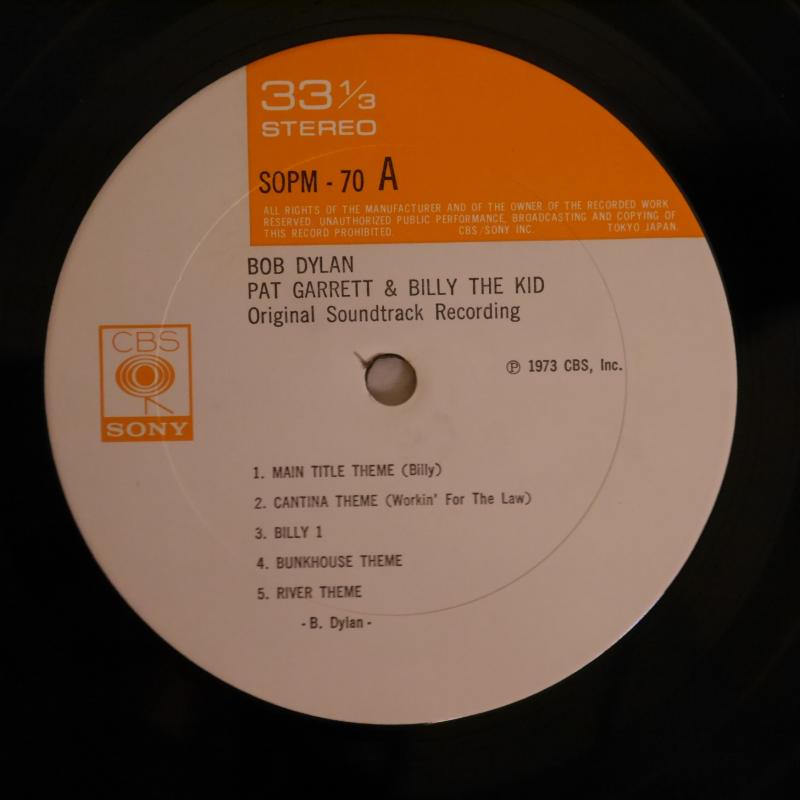 33 1/3
STEREO
SOPM - 70 A
ALL RIGHTS OF THE MANUFACTURER AND OF THE OWNER OF THE RECORDED WORK
RESERVED. UNAUTHORIZED PUBLIC PERFORMANCE, BROADCASTING AND COPYING OF
THIS RECORD PROHIBITED. CBS/SONY INC. TOKYO JAPAN.
BOB DYLAN
PAT GARRETT & BILLY THE KID
Original Soundtrack Recording
CBS
SONY
℗ 1973 CBS, Inc.
1. MAIN TITLE THEME (Billy)
2. CANTINA THEME (Workin' For The Law)
3. BILLY 1
4. BUNKHOUSE THEME
5. RIVER THEME
- B. Dylan -